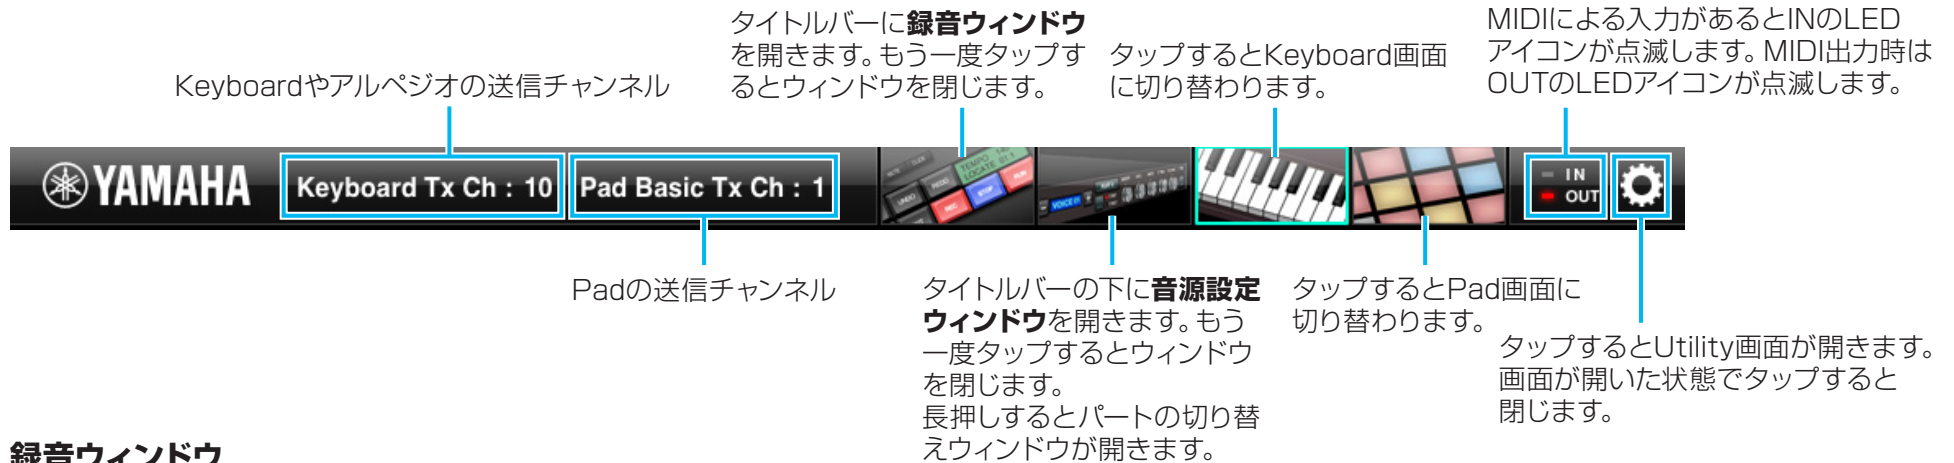 タイトルバーに録音ウィンドウ
を開きます。もう一度タップす
るとウィンドウを閉じます。
タップするとKeyboard画面
に切り替わります。
MIDIによる入力があるとINのLED
アイコンが点滅します。MIDI出力時は
OUTのLEDアイコンが点滅します。
Keyboardやアルペジオの送信チャンネル
YAMAHA
Keyboard Tx Ch : 10
Pad Basic Tx Ch : 1
TEMPO
LOCATE
UNDO
REDO
REC
STOP
RUN
VOICE
IN
OUT
Padの送信チャンネル
タイトルバーの下に音源設定
ウィンドウを開きます。もう
一度タップするとウィンドウ
を閉じます。
長押しするとパートの切り替
えウィンドウが開きます。
タップするとPad画面に
切り替わります。
タップするとUtility画面が開きます。
画面が開いた状態でタップすると
閉じます。
録音ウィンドウ